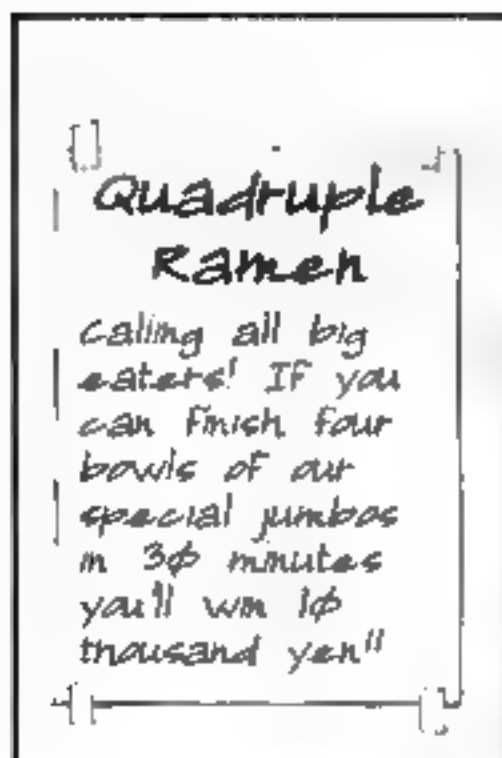 Quadruple
Ramen
Calling all big
eaters! If you
can finish four
bowls of our
special jumbos
in 30 minutes
you'll win 10
thousand yen"